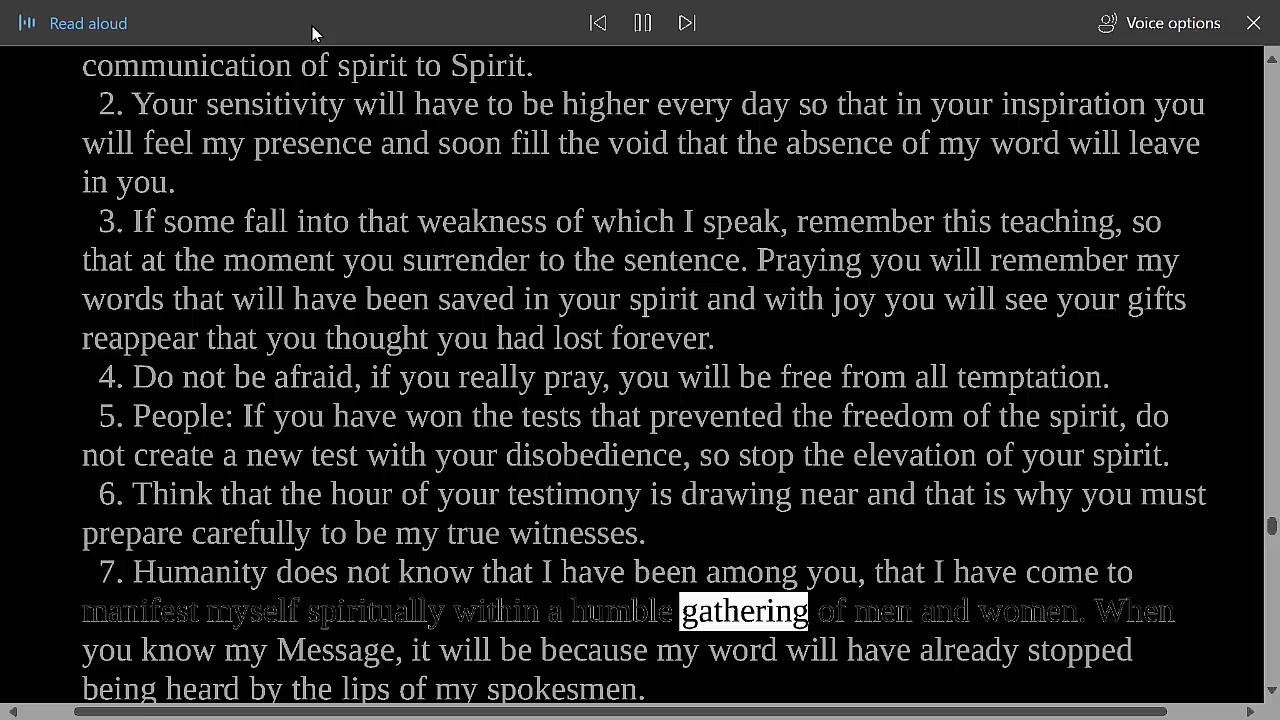 Read aloud
Voice options
communication of spirit to Spirit.
2. Your sensitivity will have to be higher every day so that in your inspiration you
will feel my presence and soon fill the void that the absence of my word will leave
in you.
3. If some fall into that weakness of which I speak, remember this teaching, so
that at the moment you surrender to the sentence. Praying you will remember my
words that will have been saved in your spirit and with joy you will see your gifts
reappear that you thought you had lost forever.
4. Do not be afraid, if you really pray, you will be free from all temptation.
5. People: If you have won the tests that prevented the freedom of the spirit, do
not create a new test with your disobedience, so stop the elevation of your spirit.
6. Think that the hour of your testimony is drawing near and that is why you must
prepare carefully to be my true witnesses.
7. Humanity does not know that I have been among you, that I have come to
manifest myself spiritually within a humble gathering of men and women. When
you know my Message, it will be because my word will have already stopped
being heard by the lips of my spokesmen.